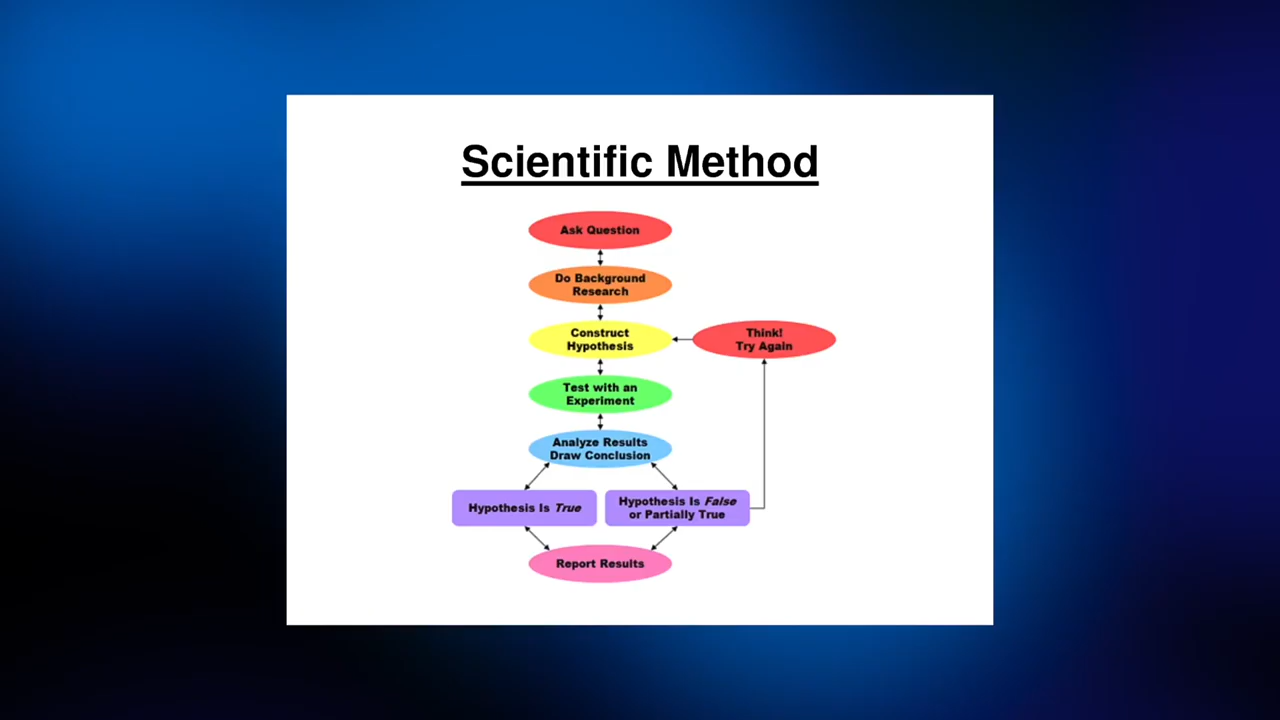 Scientific Method
Ask Question
Do Background
Research
Construct
Hypothesis
Think!
Try Again
Test with an
Experiment
Analyze Results
Draw Conclusion
Hypothesis Is True
Hypothesis Is False
or Partially True
Report Results